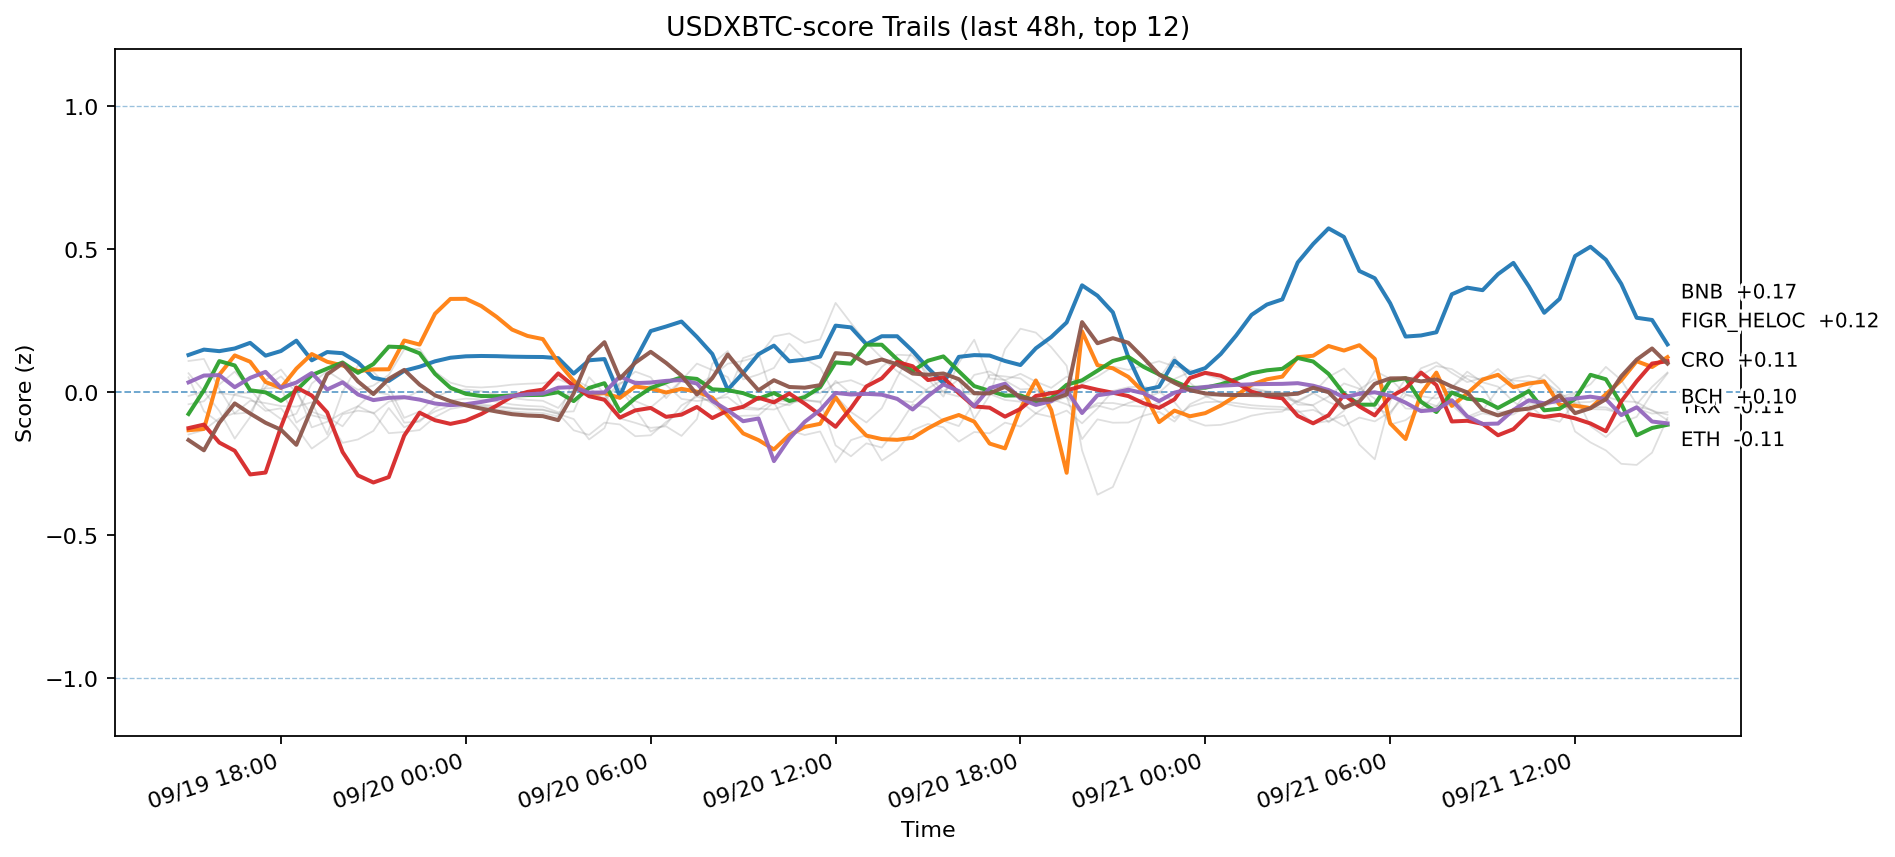 USDXBTC-score Trails (last 48h, top 12)
Score (z)
1.0
0.5
0.0
−0.5
−1.0
BNB +0.17
FIGR_HELOC +0.12
CRO +0.11
BCH +0.10
TRX -0.11
ETH -0.11
09/19 18:00
09/20 00:00
09/20 06:00
09/20 12:00
09/20 18:00
09/21 00:00
09/21 06:00
09/21 12:00
Time